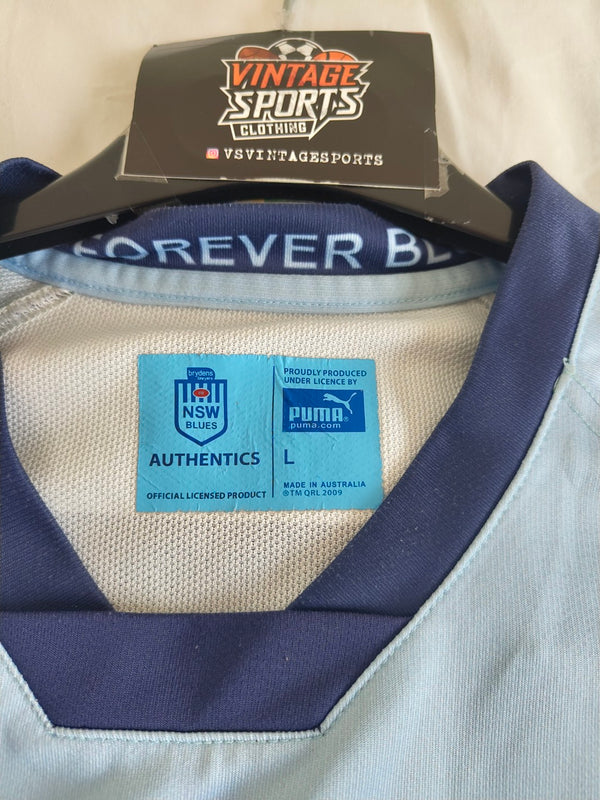 VINTAGE
SPORTS
CLOTHING
VSVINTAGESPORTS
FOREVER BL
brydens
lawyers
NSW
BLUES
AUTHENTICS
OFFICIAL LICENSED PRODUCT
PROUDLY PRODUCED
UNDER LICENCE BY
PUMA
puma.com
L
MADE IN AUSTRALIA
®TM QRL 2009